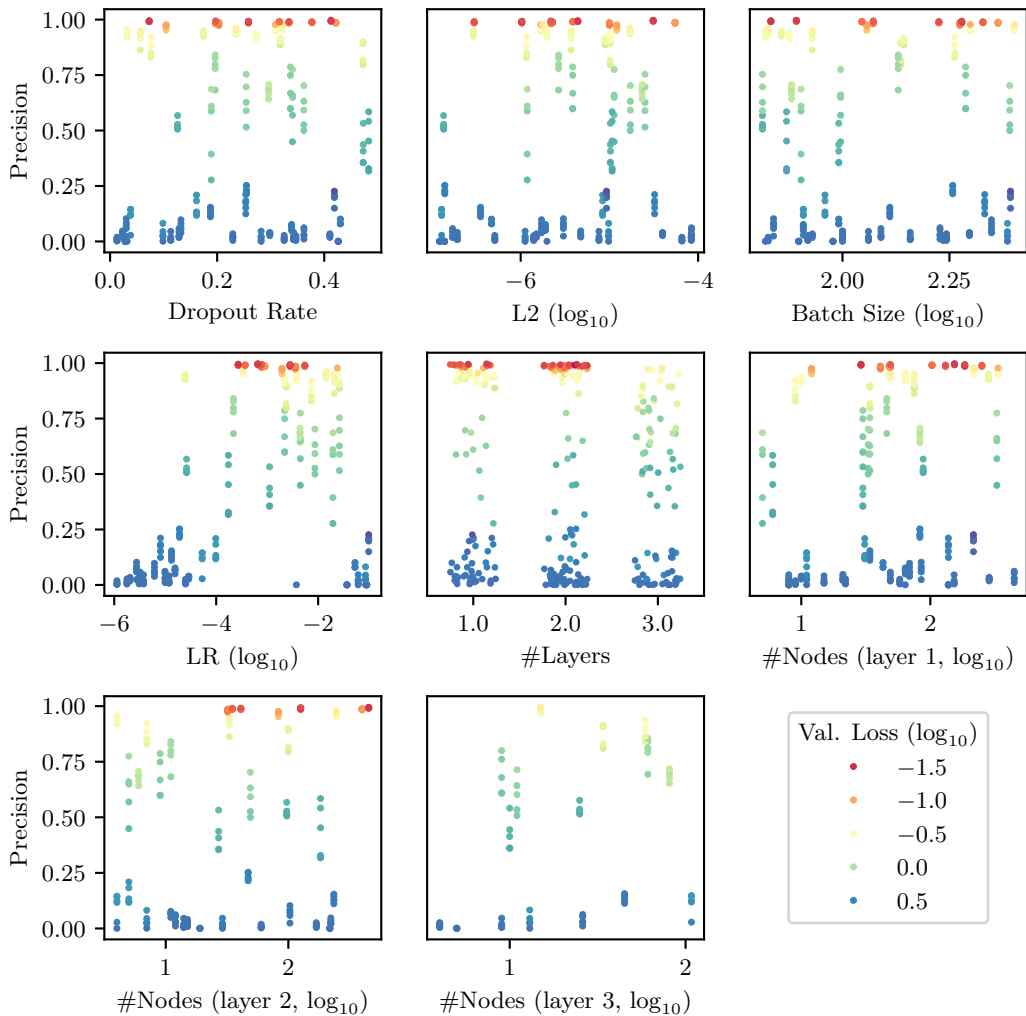 1.00
0.75
0.50
0.25
0.00
Precision
0.0 0.2 0.4
Dropout Rate
−6 −4
L2 (log₁₀)
2.00 2.25
Batch Size (log₁₀)
1.00
0.75
0.50
0.25
0.00
Precision
−6 −4 −2
LR (log₁₀)
1.0 2.0 3.0
#Layers
1 2
#Nodes (layer 1, log₁₀)
1.00
0.75
0.50
0.25
0.00
Precision
1 2
#Nodes (layer 2, log₁₀)
1 2
#Nodes (layer 3, log₁₀)
Val. Loss (log₁₀)
−1.5
−1.0
−0.5
0.0
0.5